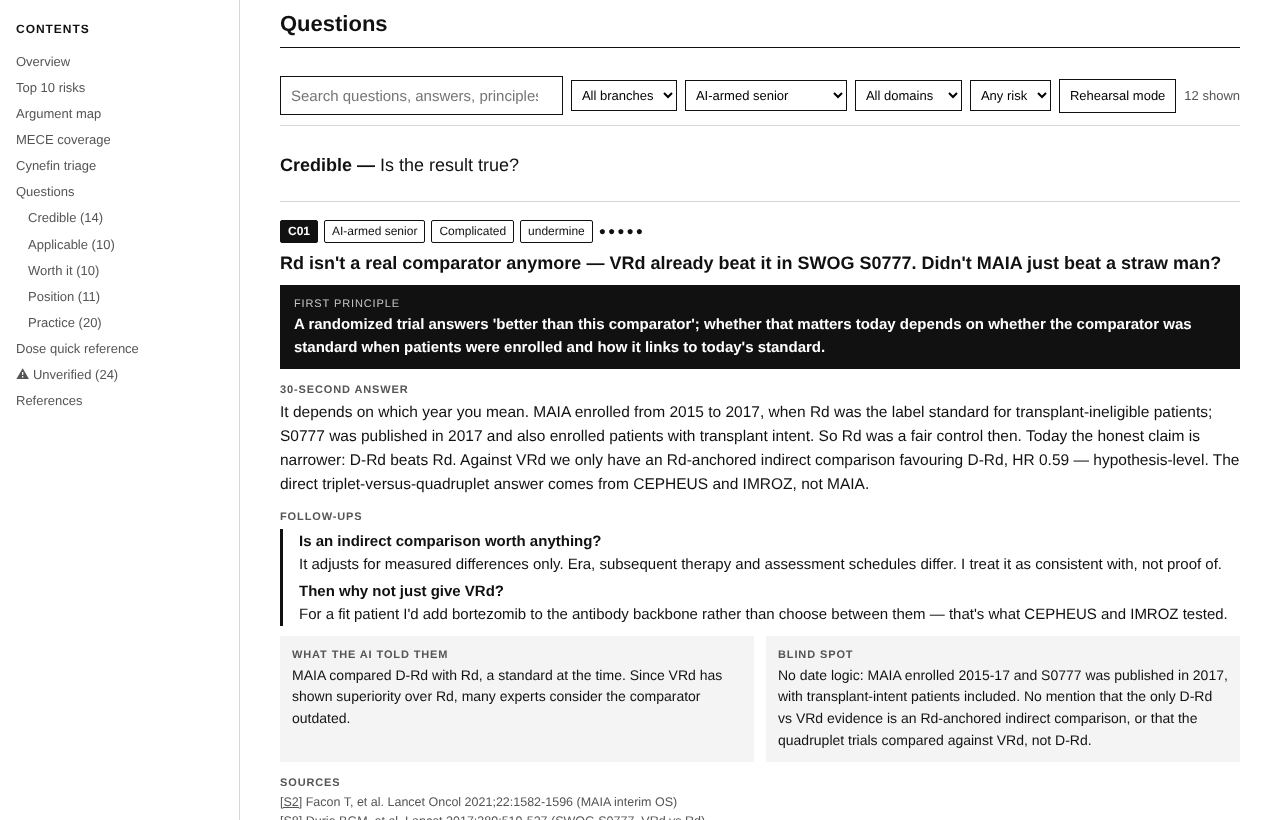 CONTENTS
Overview
Top 10 risks
Argument map
MECE coverage
Cynefin triage
Questions
Credible (14)
Applicable (10)
Worth it (10)
Position (11)
Practice (20)
Dose quick reference
⚠ Unverified (24)
References
Questions
Search questions, answers, principles
All branches
AI-armed senior
All domains
Any risk
Rehearsal mode
12 shown
Credible — Is the result true?
C01 AI-armed senior Complicated undermine ●●●●●
Rd isn't a real comparator anymore — VRd already beat it in SWOG S0777. Didn't MAIA just beat a straw man?
FIRST PRINCIPLE
A randomized trial answers 'better than this comparator'; whether that matters today depends on whether the comparator was
standard when patients were enrolled and how it links to today's standard.
30-SECOND ANSWER
It depends on which year you mean. MAIA enrolled from 2015 to 2017, when Rd was the label standard for transplant-ineligible patients;
S0777 was published in 2017 and also enrolled patients with transplant intent. So Rd was a fair control then. Today the honest claim is
narrower: D-Rd beats Rd. Against VRd we only have an Rd-anchored indirect comparison favouring D-Rd, HR 0.59 — hypothesis-level. The
direct triplet-versus-quadruplet answer comes from CEPHEUS and IMROZ, not MAIA.
FOLLOW-UPS
Is an indirect comparison worth anything?
It adjusts for measured differences only. Era, subsequent therapy and assessment schedules differ. I treat it as consistent with, not proof of.
Then why not just give VRd?
For a fit patient I'd add bortezomib to the antibody backbone rather than choose between them — that's what CEPHEUS and IMROZ tested.
WHAT THE AI TOLD THEM
MAIA compared D-Rd with Rd, a standard at the time. Since VRd has
shown superiority over Rd, many experts consider the comparator
outdated.
BLIND SPOT
No date logic: MAIA enrolled 2015-17 and S0777 was published in 2017,
with transplant-intent patients included. No mention that the only D-Rd
vs VRd evidence is an Rd-anchored indirect comparison, or that the
quadruplet trials compared against VRd, not D-Rd.
SOURCES
[S2] Facon T, et al. Lancet Oncol 2021;22:1582-1596 (MAIA interim OS)
[S8] Durie BGM, et al. Lancet 2017;389:519-527 (SWOG S0777, VRd vs Rd)